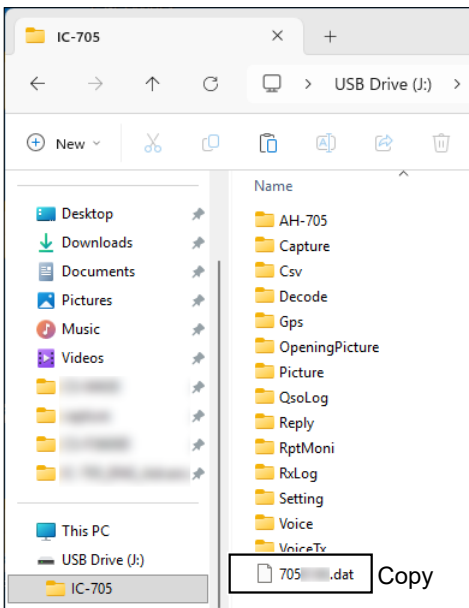 IC-705
USB Drive (J:)
New
Name
Desktop
Downloads
Documents
Pictures
Music
Videos
This PC
USB Drive (J:)
IC-705
AH-705
Capture
Csv
Decode
Gps
OpeningPicture
Picture
QsoLog
Reply
RptMoni
RxLog
Setting
Voice
VoiceTx
705 .dat
Copy